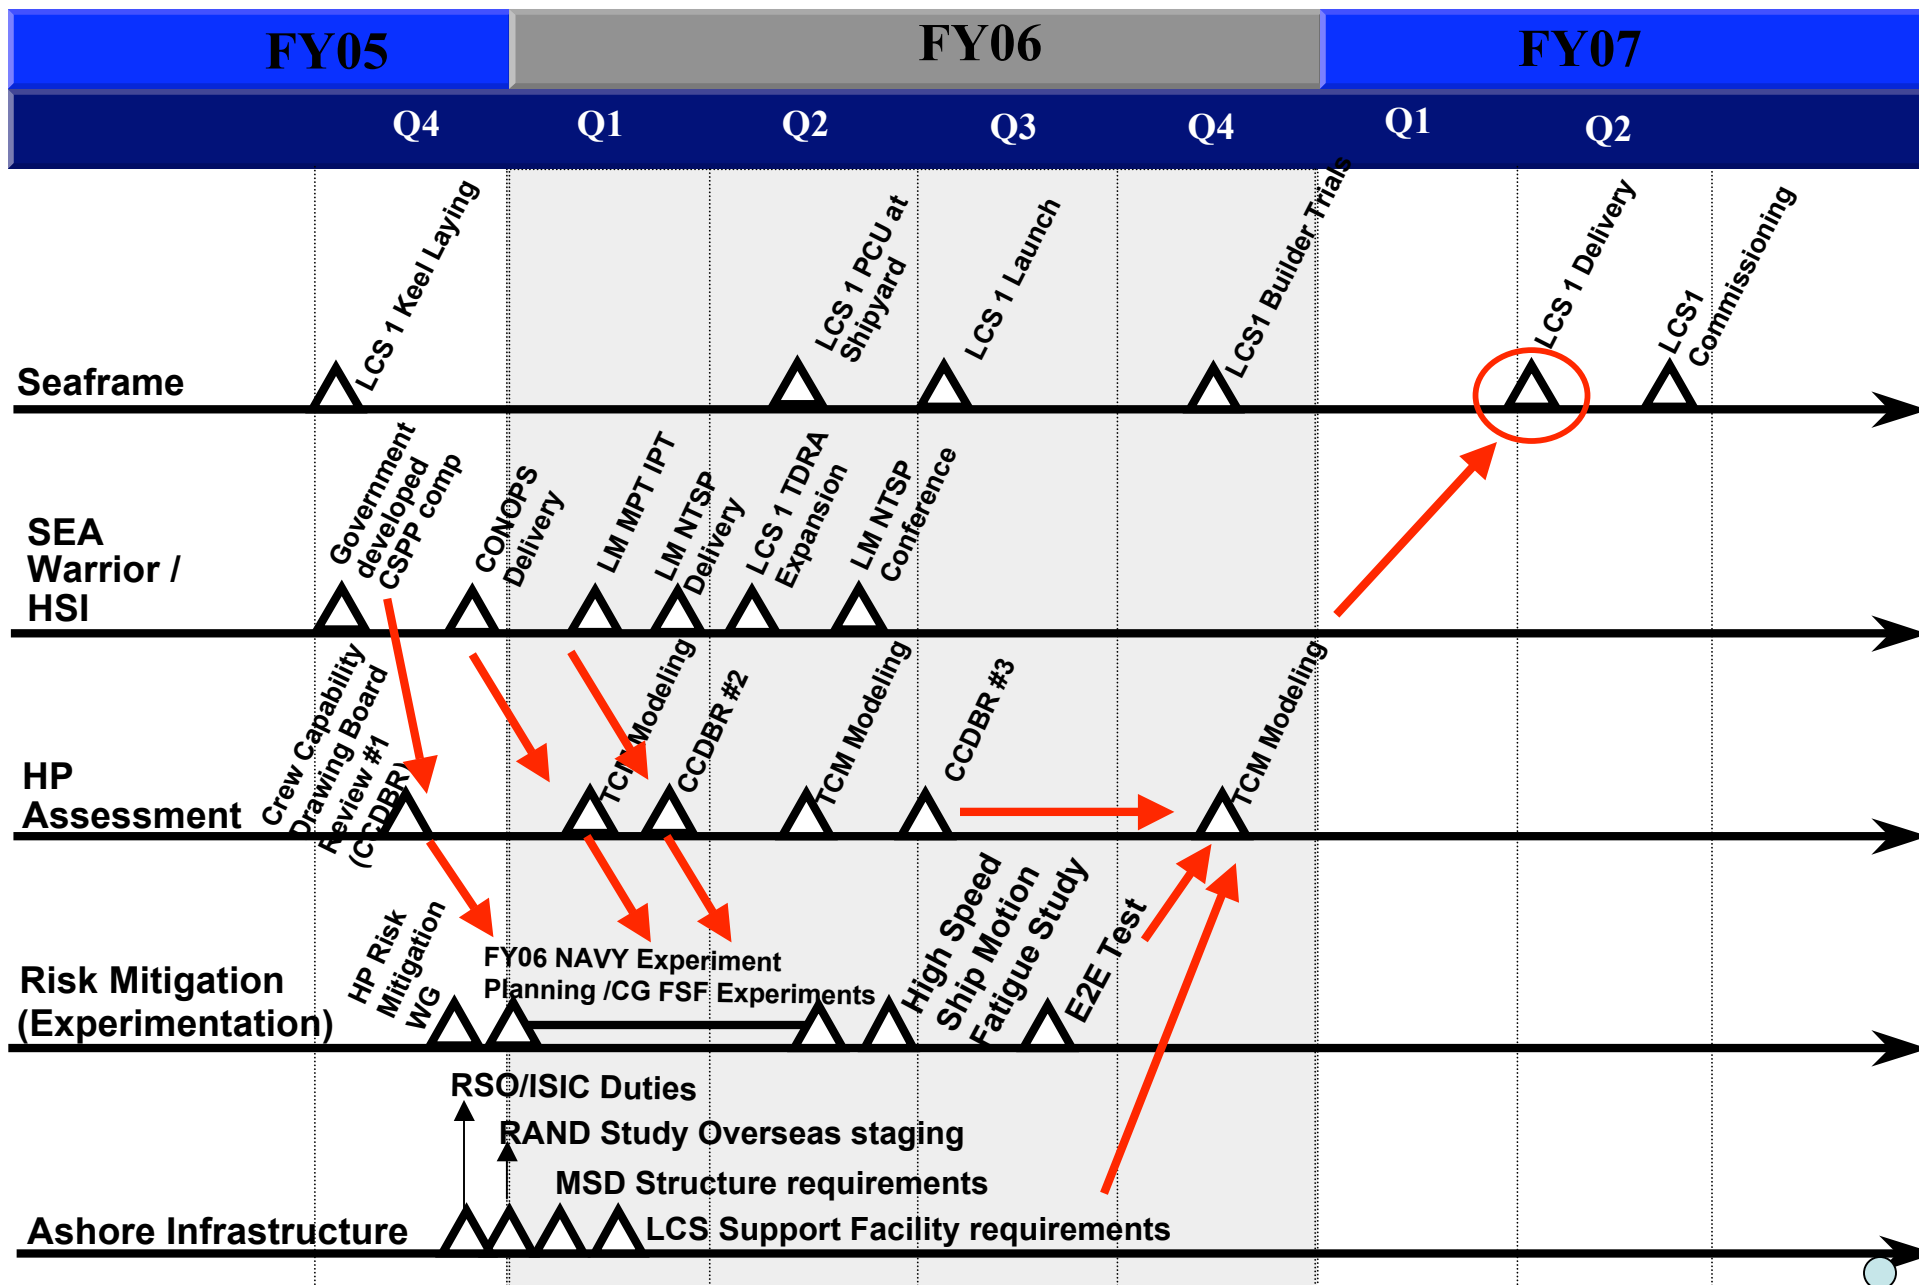 FY05
FY06
FY07
Q4
Q1
Q2
Q3
Q4
Q1
Q2
Seaframe
LCS 1 Keel Laying
LCS 1 PCU at
Shipyard
LCS 1 Launch
LCS1 Builder Trials
LCS 1 Delivery
LCS1
Commissioning
SEA
Warrior /
HSI
Government
developed
CSPP comp
CONOPS
Delivery
LM MPT IPT
LM NTSP
Delivery
LCS 1 TDRA
Expansion
LM NTSP
Conference
HP
Assessment
Crew Capability
Drawing Board
Review #1
(CCDBR)
TCM Modeling
CCDBR #2
TCM Modeling
CCDBR #3
TCM Modeling
Risk Mitigation
(Experimentation)
HP Risk
Mitigation
WG
FY06 NAVY Experiment
Planning /CG FSF Experiments
High Speed
Ship Motion
Fatigue Study
E2E Test
Ashore Infrastructure
RSO/ISIC Duties
RAND Study Overseas staging
MSD Structure requirements
LCS Support Facility requirements